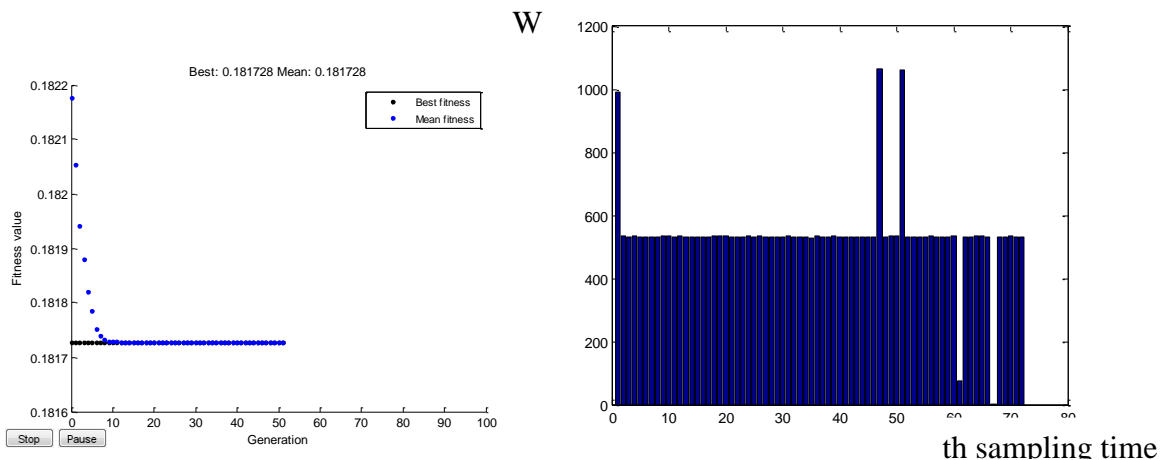 W
Best: 0.181728 Mean: 0.181728
Best fitness
Mean fitness
Fitness value
0.1822
0.1821
0.182
0.1819
0.1818
0.1817
0.1816
0 10 20 30 40 50 60 70 80 90 100
Generation
Stop Pause
1200
1000
800
600
400
200
0
0 10 20 30 40 50 60 70 80
th sampling time